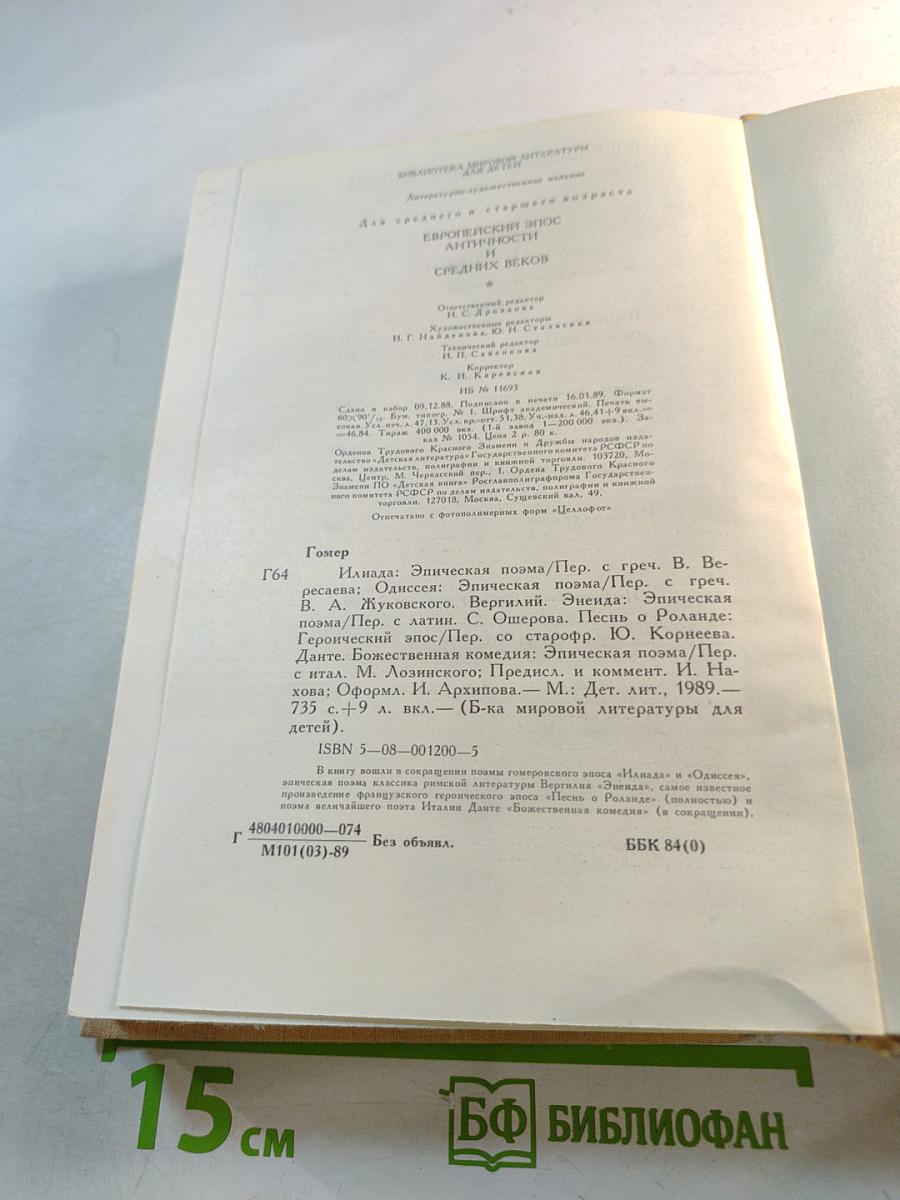 БИБЛИОТЕКА МИРОВОЙ ЛИТЕРАТУРЫ
ДЛЯ ДЕТЕЙ
Литературно-художественное издание
Для среднего и старшего возраста
ЕВРОПЕЙСКИЙ ЭПОС
АНТИЧНОСТИ
И
СРЕДНИХ ВЕКОВ
*
Ответственный редактор
Н. С. Дроздова
Художественные редакторы
Н. Г. Найденова, Ю. Н. Стальская
Технический редактор
И. П. Савенкова
Корректор
К. И. Каревская
ИБ № 11693
Сдано в набор 09.12.88. Подписано к печати 16.01.89. Формат
60×90¹/₁₆. Бум. типогр. № 1. Шрифт академический. Печать вы-
сокая. Усл. печ. л. 47,13. Усл. кр.-отт. 51,38. Уч.-изд. л. 46,41+9 вкл.=
=46,84. Тираж 400 000 экз. (1-й завод 1—200 000 экз.). За-
каз № 1054. Цена 2 р. 80 к.
Орденов Трудового Красного Знамени и Дружбы народов изда-
тельство «Детская литература» Государственного комитета РСФСР по
делам издательств, полиграфии и книжной торговли. 103720, Мо-
сква, Центр, М. Черкасский пер., 1. Ордена Трудового Красного
Знамени ПО «Детская книга» Росглавполиграфпрома Государствен-
ного комитета РСФСР по делам издательств, полиграфии и книжной
торговли. 127018, Москва, Сущевский вал, 49.
Отпечатано с фотополимерных форм «Целлофот»
Гомер
Г64 Илиада: Эпическая поэма/Пер. с греч. В. Ве-
ресаева; Одиссея: Эпическая поэма/Пер. с греч.
В. А. Жуковского. Вергилий. Энеида: Эпическая
поэма/Пер. с латин. С. Ошерова. Песнь о Роланде:
Героический эпос/Пер. со старофр. Ю. Корнеева.
Данте. Божественная комедия: Эпическая поэма/Пер.
с итал. М. Лозинского; Предисл. и коммент. И. На-
хова; Оформл. И. Архипова.— М.: Дет. лит., 1989.—
735 с.+9 л. вкл.— (Б-ка мировой литературы для
детей).
ISBN 5—08—001200—5
В книгу вошли в сокращении поэмы гомеровского эпоса «Илиада» и «Одиссея»,
эпическая поэма классика римской литературы Вергилия «Энеида», самое известное
произведение французского героического эпоса «Песнь о Роланде» (полностью) и
поэма величайшего поэта Италии Данте «Божественная комедия» (в сокращении).
Г 4804010000—074
М101(03)-89 Без объявл. ББК 84(0)
15 см БФ БИБЛИОФАН